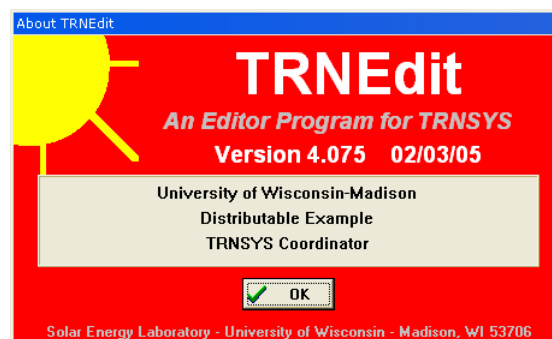 About TRNEdit
TRNEdit
An Editor Program for TRNSYS
Version 4.075 02/03/05
University of Wisconsin-Madison
Distributable Example
TRNSYS Coordinator
OK
Solar Energy Laboratory - University of Wisconsin - Madison, WI 53706